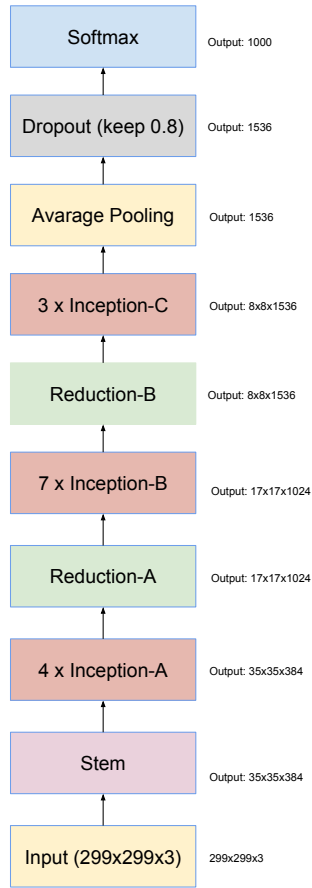 Softmax
Output: 1000
Dropout (keep 0.8)
Output: 1536
Avarage Pooling
Output: 1536
3 x Inception-C
Output: 8x8x1536
Reduction-B
Output: 8x8x1536
7 x Inception-B
Output: 17x17x1024
Reduction-A
Output: 17x17x1024
4 x Inception-A
Output: 35x35x384
Stem
Output: 35x35x384
Input (299x299x3)
299x299x3